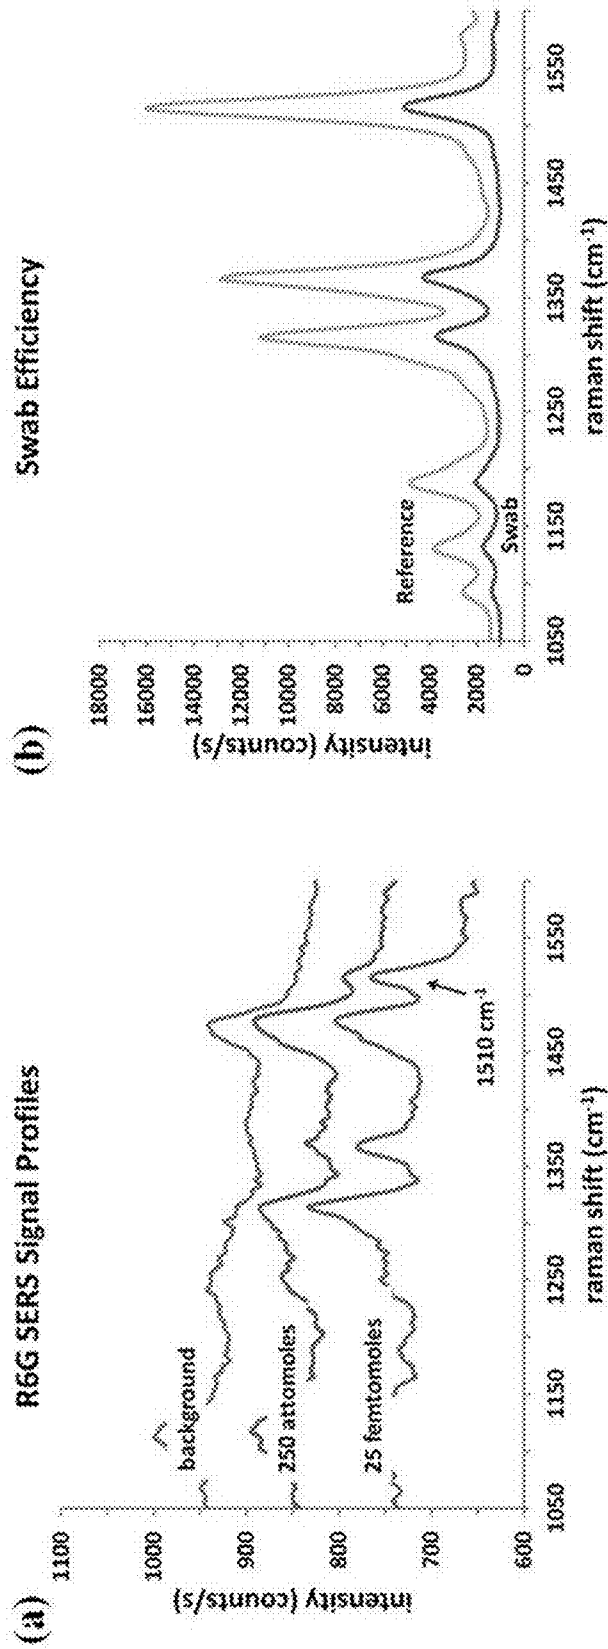 (a)
R6G SERS Signal Profiles
1100
1000
900
800
700
600
intensity (counts/s)
background
250 attomoles
25 femtomoles
1510 cm-1
1050
1150
1250
1350
1450
1550
raman shift (cm-1)
(b)
Swab Efficiency
18000
16000
14000
12000
10000
8000
6000
4000
2000
0
intensity (counts/s)
Reference
Swab
1050
1150
1250
1350
1450
1550
raman shift (cm-1)